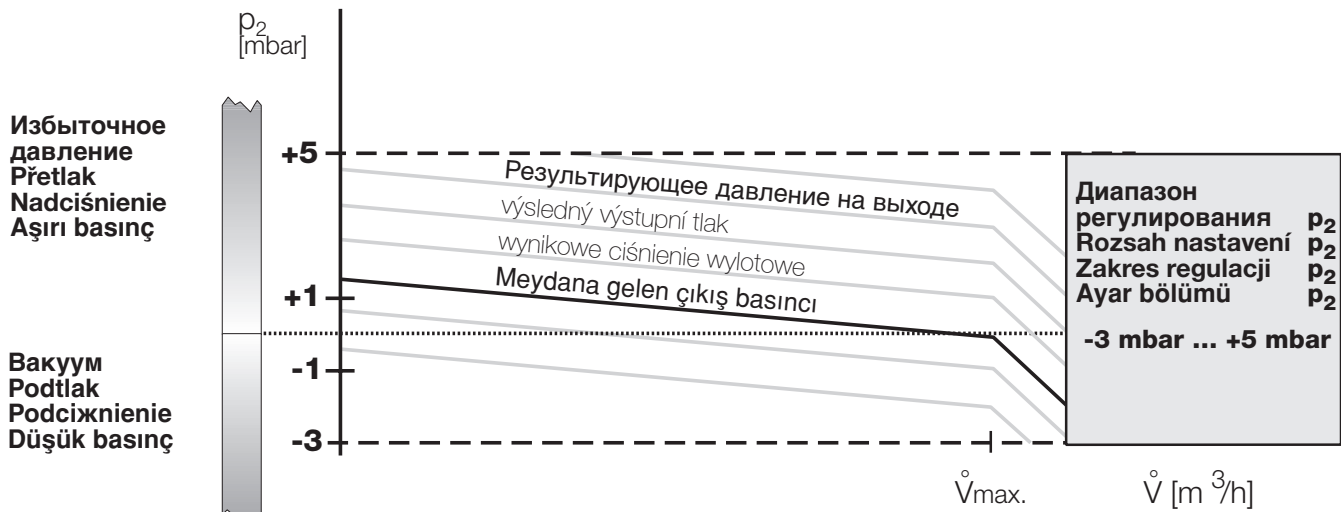 p2
[mbar]
Избыточное
давление
Přetlak
Nadciśnienie
Aşırı basınç
+5
+1
-1
-3
Вакуум
Podtlak
Podciжnienie
Düşük basınç
Результирующее давление на выходе
výsledný výstupní tlak
wynikowe ciśnienie wylotowe
Meydana gelen çıkış basıncı
Диапазон
регулирования p2
Rozsah nastavení p2
Zakres regulacji p2
Ayar bölümü p2
-3 mbar ... +5 mbar
V̊max.
V̊ [m 3/h]